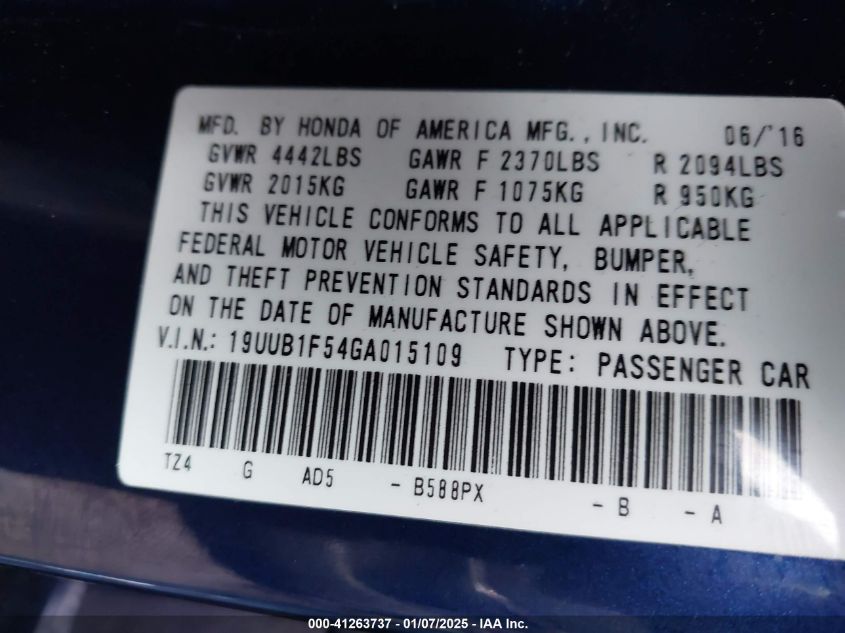 MFD. BY HONDA OF AMERICA MFG., INC. 06/'16
GVWR 4442LBS GAWR F 2370LBS R 2094LBS
GVWR 2015KG GAWR F 1075KG R 950KG
THIS VEHICLE CONFORMS TO ALL APPLICABLE
FEDERAL MOTOR VEHICLE SAFETY, BUMPER,
AND THEFT PREVENTION STANDARDS IN EFFECT
ON THE DATE OF MANUFACTURE SHOWN ABOVE.
V.I.N.: 19UUB1F54GA015109 TYPE: PASSENGER CAR
TZ4 G AD5 - B588PX - B - A
000-41263737 - 01/07/2025 - IAA Inc.